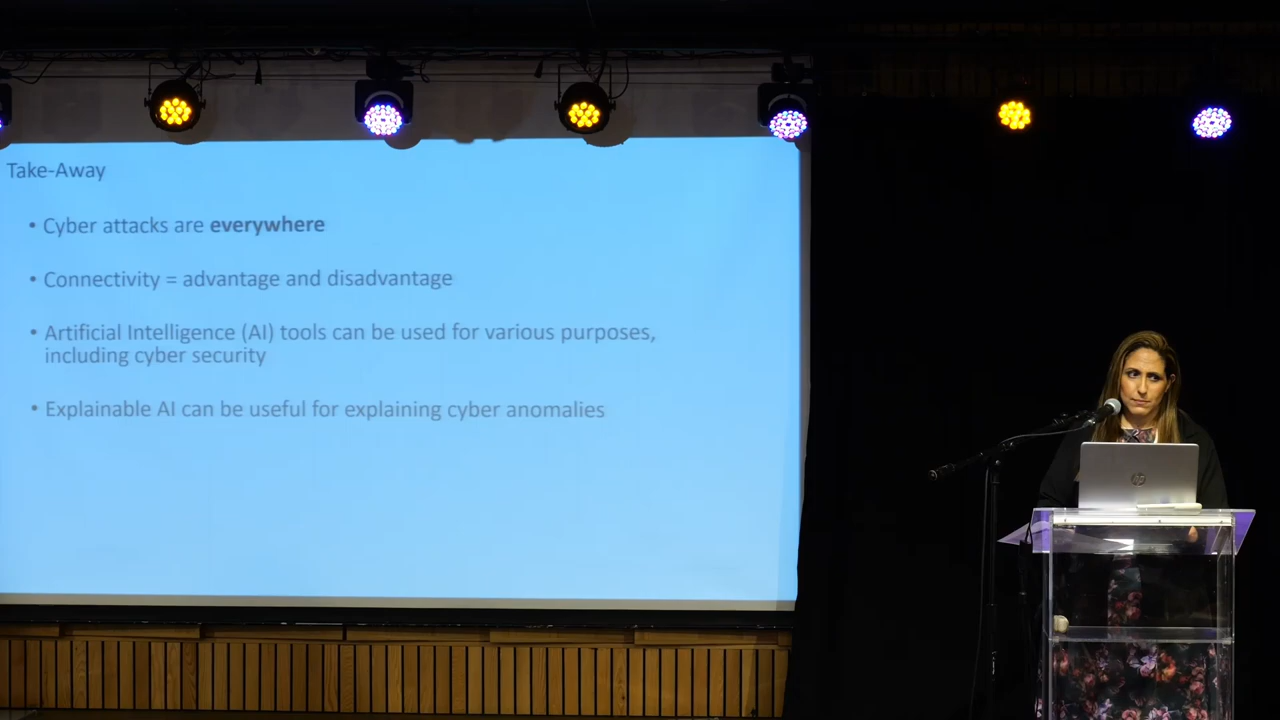 Take-Away
• Cyber attacks are everywhere
• Connectivity = advantage and disadvantage
• Artificial Intelligence (AI) tools can be used for various purposes,
including cyber security
• Explainable AI can be useful for explaining cyber anomalies
hp